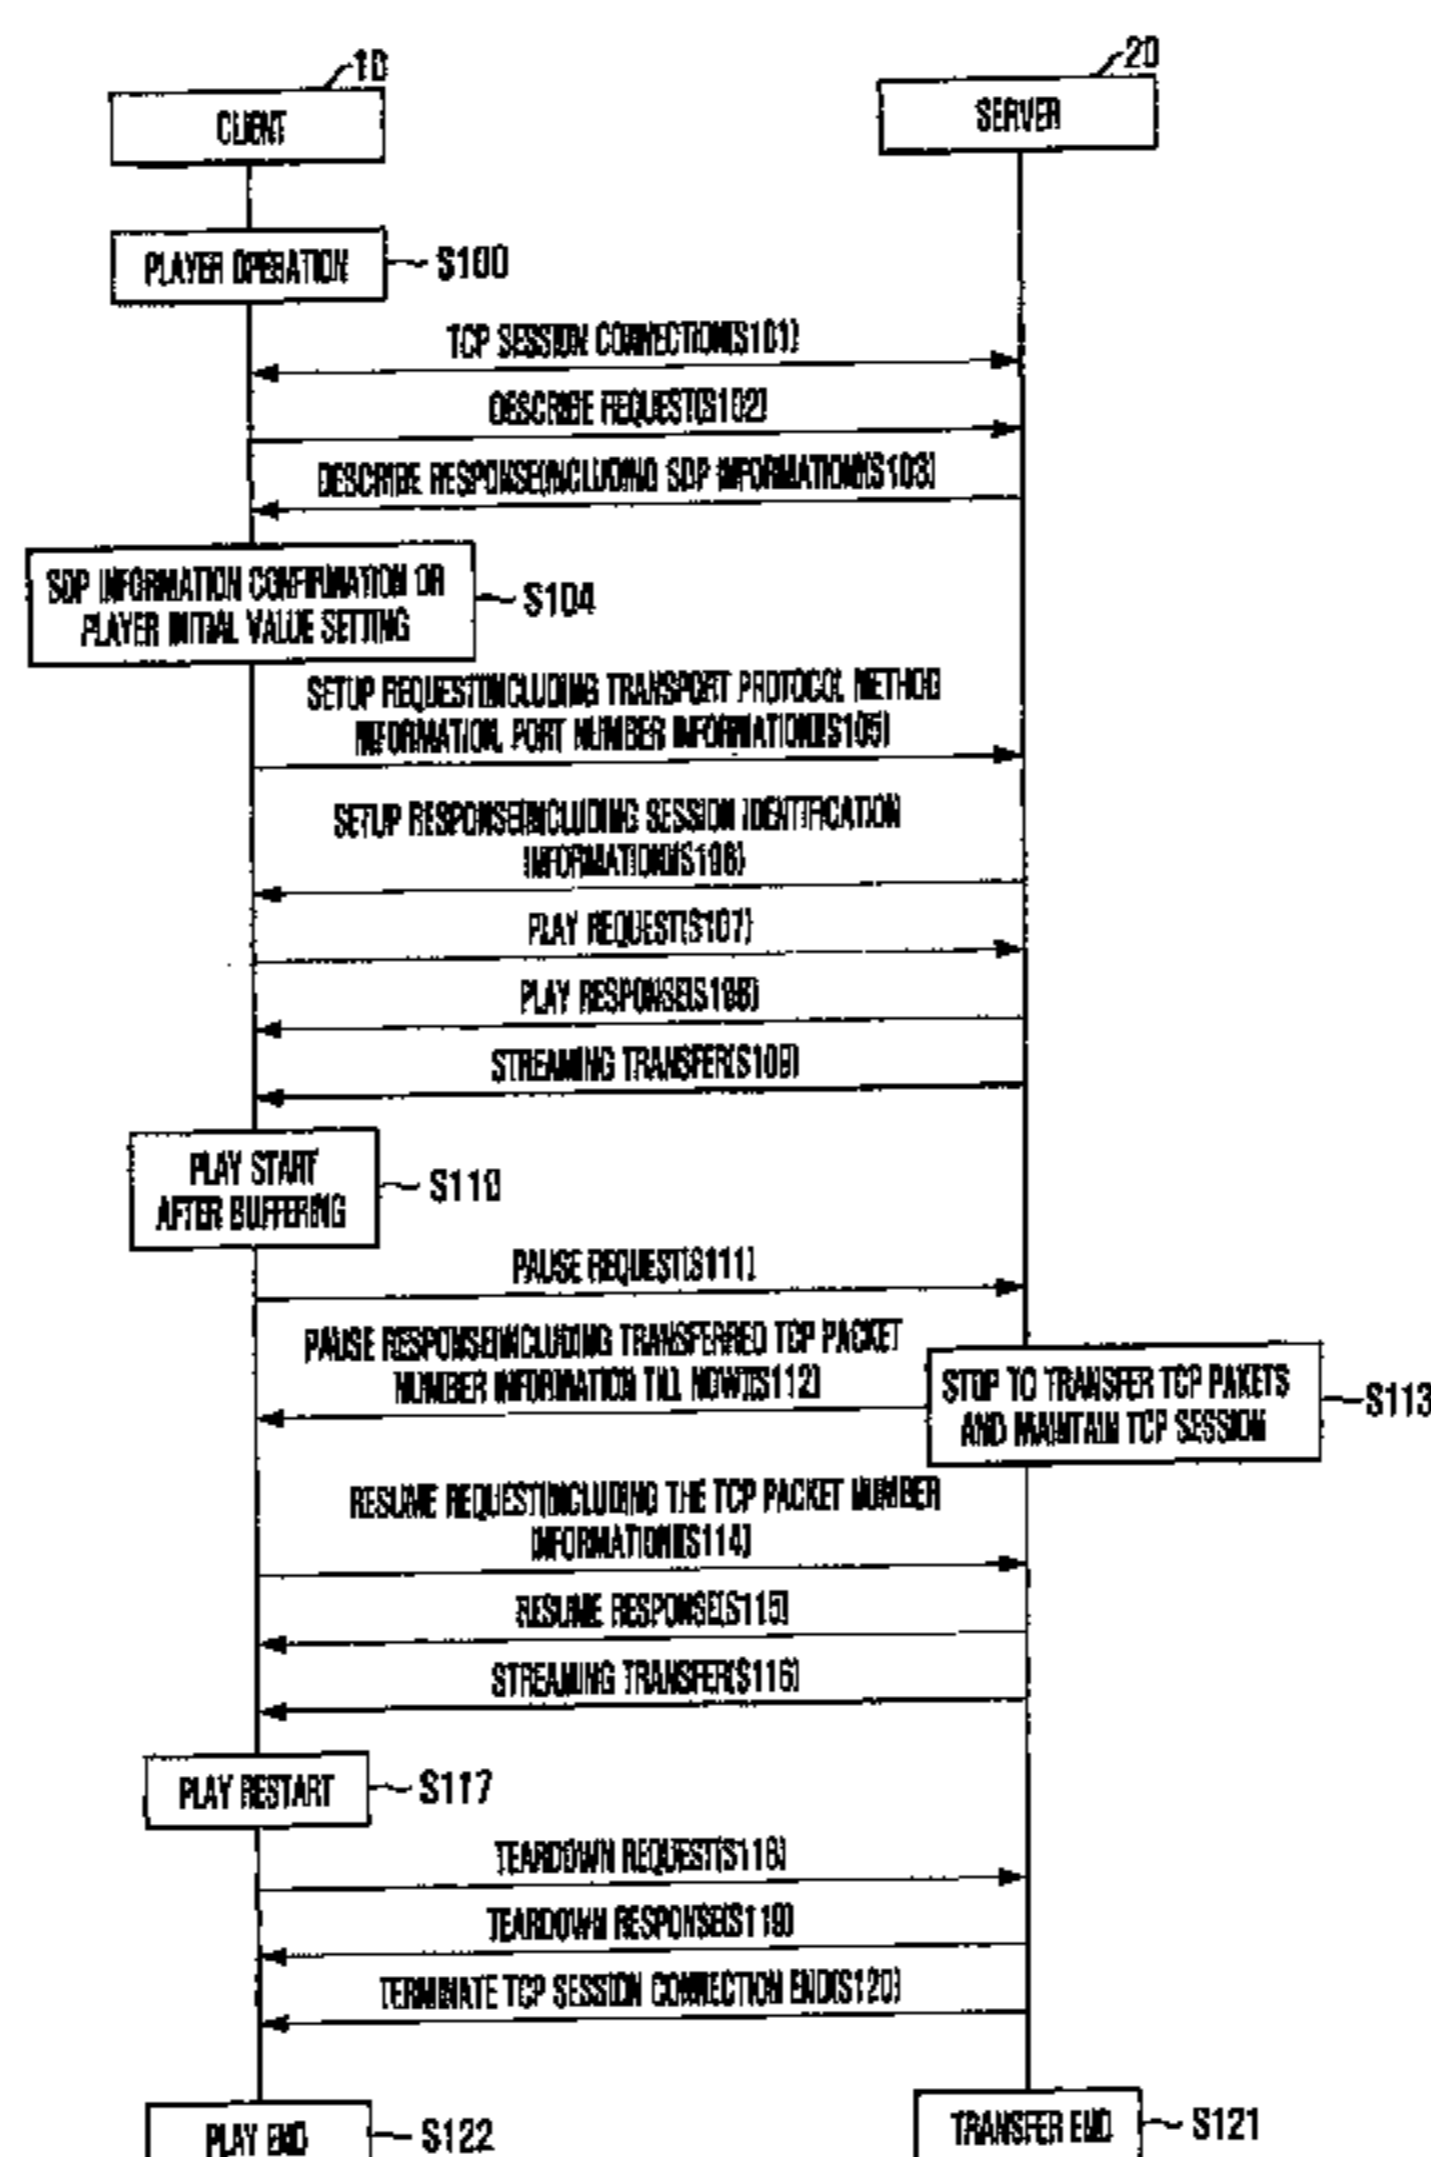 10
20
CLIENT
SERVER
PLAYER OPERATION
S100
TCP SESSION CONNECTION(S101)
DESCRIBE REQUEST(S102)
DESCRIBE RESPONSE(INCLUDING SDP INFORMATION)(S103)
SDP INFORMATION CONFIRMATION OR
PLAYER INITIAL VALUE SETTING
S104
SETUP REQUEST(INCLUDING TRANSPORT PROTOCOL METHOD
INFORMATION, PORT NUMBER INFORMATION)(S105)
SETUP RESPONSE(INCLUDING SESSION IDENTIFICATION
INFORMATION)(S106)
PLAY REQUEST(S107)
PLAY RESPONSE(S108)
STREAMING TRANSFER(S109)
PLAY START
AFTER BUFFERING
S110
PAUSE REQUEST(S111)
PAUSE RESPONSE(INCLUDING TRANSFERRED TCP PACKET
NUMBER INFORMATION TILL NOW)(S112)
STOP TO TRANSFER TCP PAKETS
AND MAINTAIN TCP SESSION
S113
RESUME REQUEST(INCLUDING THE TCP PACKET NUMBER
INFORMATION)(S114)
RESUME RESPONSE(S115)
STREAMING TRANSFER(S116)
PLAY RESTART
S117
TEARDOWN REQUEST(S118)
TEARDOWN RESPONSE(S119)
TERMINATE TCP SESSION CONNECTION END(S120)
PLAY END
S122
TRANSFER END
S121